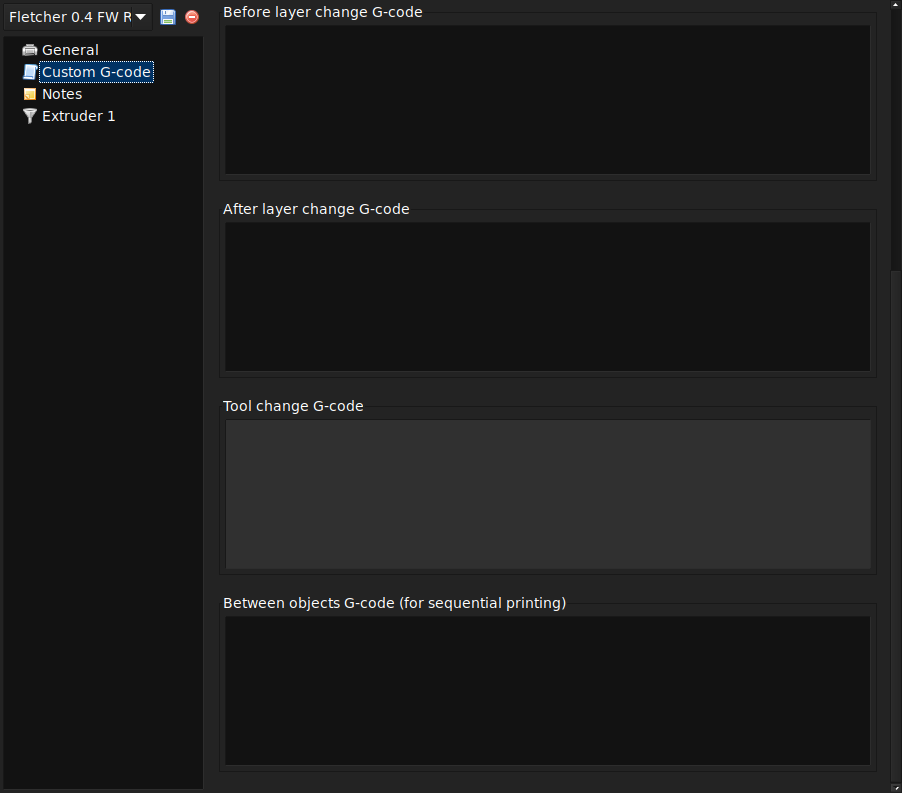 Fletcher 0.4 FW R
General
Custom G-code
Notes
Extruder 1
Before layer change G-code
After layer change G-code
Tool change G-code
Between objects G-code (for sequential printing)